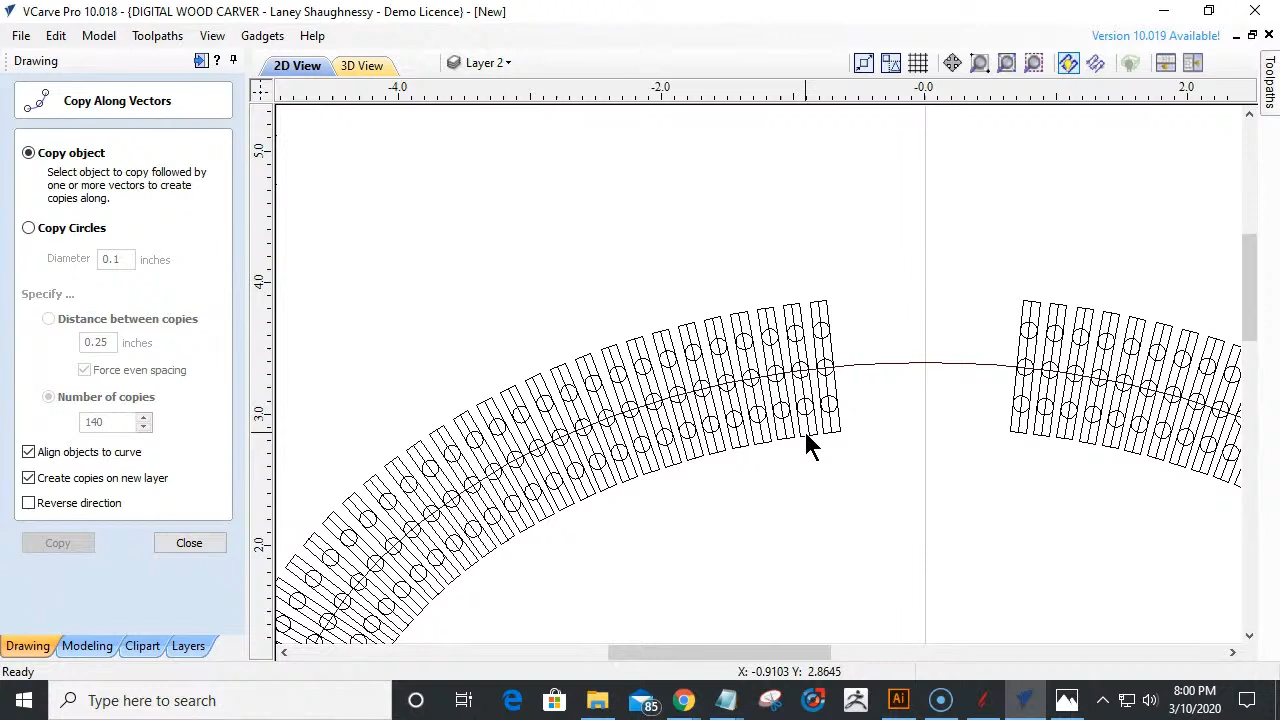 VCarve Pro 10.018 - {DIGITAL WOOD CARVER - Laney Shaughnessy - Demo Licence} - [New]
File Edit Model Toolpaths View Gadgets Help Version 10.019 Available!
Drawing ? 2D View 3D View Layer 2
Copy Along Vectors
-4.0 -2.0 -0.0 2.0
Toolpaths
5.0
4.0
3.0
2.0
Copy object
Select object to copy followed by
one or more vectors to create
copies along.
Copy Circles
Diameter 0.1 inches
Specify ...
Distance between copies
0.25 inches
Force even spacing
Number of copies
140
Align objects to curve
Create copies on new layer
Reverse direction
Copy Close
Drawing Modeling Clipart Layers
Ready X: -0.9103 Y: 2.8645
Type here to search
85
Ai
8:00 PM
3/10/2020